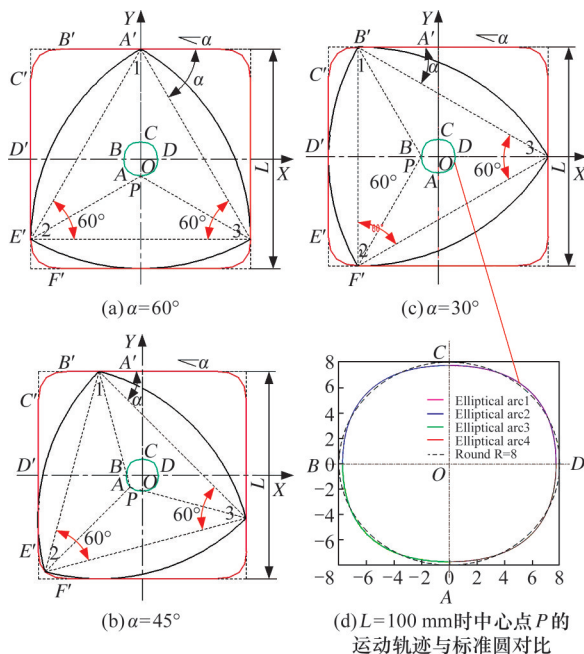 Y
B′ A′ α
1
C′
α
C
B D
D′ O L X
A
P
60° 60°
E′ 2 3
F′
(a) α=60°
Y
B′ A′ α
1 α
C′
C
B D 3
D′ P O 60° L X
A
60°
60°
E′
2
F′
(c) α=30°
Y
B′ A′ α
1
α
C′
C
B D
D′ O L X
A
P
60° 3
60°
E′ 2
F′
(b) α=45°
C
8
6
4
2
B 0 D
−2
−4
−6
−8
O
Elliptical arc1
Elliptical arc2
Elliptical arc3
Elliptical arc4
Round R=8
−8 −6 −4 −2 0 2 4 6 8
A
(d) L=100 mm时中心点 P 的
运动轨迹与标准圆对比